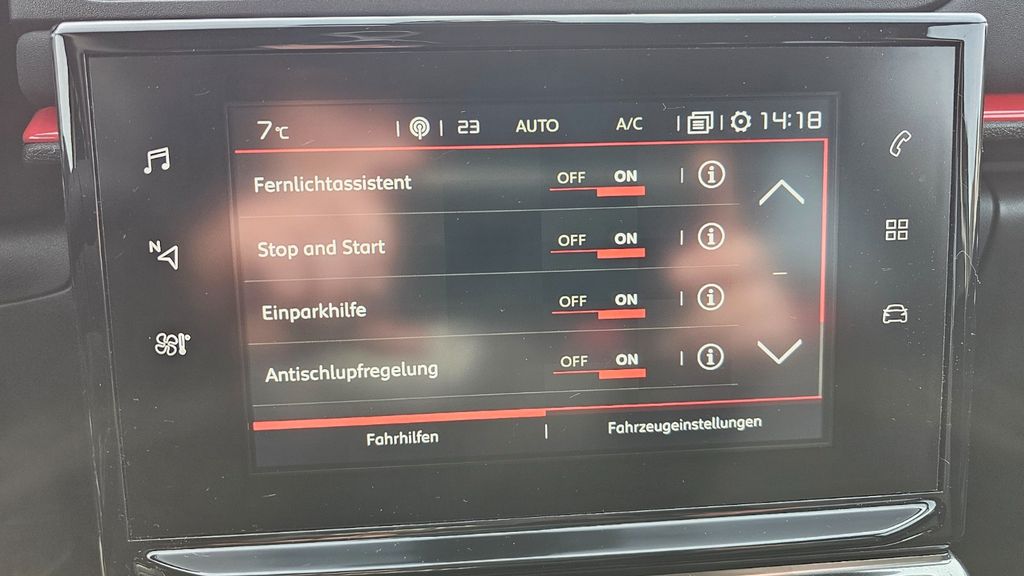 7 °C 23 AUTO A/C 14:18
Fernlichtassistent OFF ON
Stop and Start OFF ON
Einparkhilfe OFF ON
Antischlupfregelung OFF ON
Fahrhilfen Fahrzeugeinstellungen
N